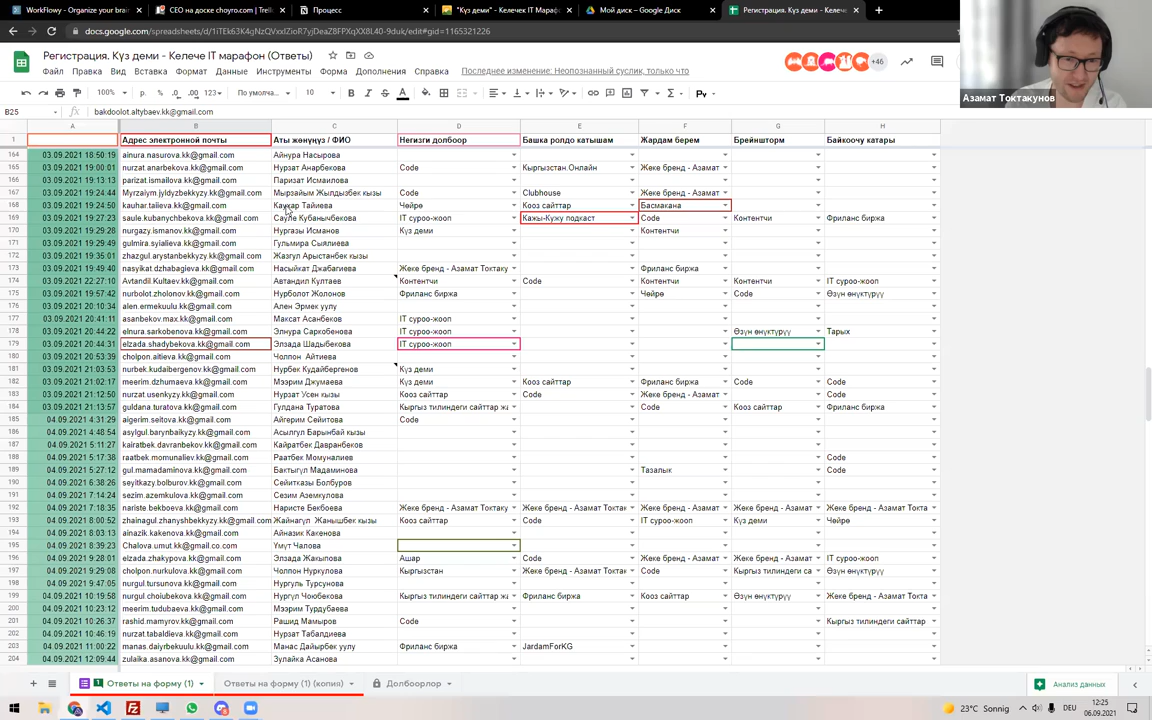 WorkFlowy - Organize your brain
CEO на доске choyro.com | Trello
Процесс
"Күз деми" - Келечек IT Марафон
Мой диск – Google Диск
Регистрация. Күз деми - Келече
docs.google.com/spreadsheets/d/1iTEk63K4gNzQVxxIZioR7yjDeaZ8FPXqXX8L40-9duk/edit#gid=1165321226
Регистрация. Күз деми - Келече IT марафон (Ответы)
Файл Правка Вид Вставка Формат Данные Инструменты Форма Дополнения Справка Последнее изменение: Неопознанный суслик, только что
+46
100% р. % .0 .00 123 По умолча... 10
B25 bakdoolot.altybaev.kk@gmail.com
Азамат Токтакунов
A B C D E F G H
1 Адрес электронной почты Аты жөнүңүз / ФИО Негизги долбоор Башка ролдо катышам Жардам берем Брейншторм Байкоочу катары
164 03.09.2021 18:50:19 ainura.nasurova.kk@gmail.com Айнура Насырова
165 03.09.2021 19:00:01 nurzat.anarbekova.kk@gmail.com Нурзат Анарбекова Code Кыргызстан.Онлайн Жеке бренд - Азамат
166 03.09.2021 19:13:13 parizat.ismailova.kk@gmail.com Паризат Исмаилова
167 03.09.2021 19:24:44 Myrzaiym.jyldyzbekkyzy.kk@gmail.com Мырзайым Жылдызбек кызы Code Clubhouse Жеке бренд - Азамат
168 03.09.2021 19:24:50 kauhar.taiieva.kk@gmail.com Каухар Тайиева Чөйрө Кооз сайттар Басмакана
169 03.09.2021 19:27:23 saule.kubanychbekova.kk@gmail.com Сауле Кубанычбекова IT суроо-жооп Кажы-Кужу подкаст Code Контентчи Фриланс биржа
170 03.09.2021 19:29:28 nurgazy.ismanov.kk@gmail.com Нургазы Исманов Күз деми Контентчи
171 03.09.2021 19:29:49 gulmira.syialieva.kk@gmail.com Гульмира Сыялиева
172 03.09.2021 19:35:01 zhazgul.arystanbekkyzy.kk@gmail.com Жазгул Арыстанбек кызы
173 03.09.2021 19:49:40 nasyikat.dzhabagieva.kk@gmail.com Насыйкат Джабагиева Жеке бренд - Азамат Токтаку Фриланс биржа
174 03.09.2021 22:27:10 Avtandil.Kultaev.kk@gmail.com Автандил Култаев Контентчи Code Контентчи Контентчи IT суроо-жооп
175 03.09.2021 19:57:42 nurbolot.zholonov.kk@gmail.com Нурболот Жолонов Фриланс биржа Чөйрө Code Өзүн өнүктүрүү
176 03.09.2021 20:10:34 alen.ermekuulu.kk@gmail.com Ален Эрмек уулу
177 03.09.2021 20:41:11 asanbekov.max.kk@gmail.com Максат Асанбеков IT суроо-жооп
178 03.09.2021 20:44:22 elnura.sarkobenova.kk@gmail.com Элнура Саркобенова IT суроо-жооп Өзүн өнүктүрүү Тарых
179 03.09.2021 20:44:31 elzada.shadybekova.kk@gmail.com Элзада Шадыбекова IT суроо-жооп
180 03.09.2021 20:53:39 cholpon.aitieva.kk@gmail.com Чолпон Айтиева
181 03.09.2021 21:03:53 nurbek.kudaibergenov.kk@gmail.com Нурбек Кудайбергенов Күз деми
182 03.09.2021 21:02:17 meerim.dzhumaeva.kk@gmail.com Мээрим Джумаева Күз деми Кооз сайттар Фриланс биржа Code Code
183 03.09.2021 21:12:50 nurzat.usenkyzy.kk@gmail.com Нурзат Усен кызы Кооз сайттар Code Жеке бренд - Азамат
184 03.09.2021 21:13:57 guldana.turatova.kk@gmail.com Гулдана Туратова Кыргыз тилиндеги сайттар жа Code Кооз сайттар Фриланс биржа
185 04.09.2021 4:31:29 aigerim.seitova.kk@gmail.com Айгерим Сейитова Code
186 04.09.2021 4:48:54 asylgul.barynbaikyzy.kk@gmail.com Асылгул Барынбай кызы
187 04.09.2021 5:11:27 kairatbek.davranbekov.kk@gmail.com Кайратбек Давранбеков
188 04.09.2021 5:17:38 raatbek.momunaliev.kk@gmail.com Раатбек Момуналиев Code
189 04.09.2021 5:27:12 gul.mamadaminova.kk@gmail.com Бактыгүл Мадаминова Тазалык Code
190 04.09.2021 5:38:26 seyitkazy.bolburov.kk@gmail.com Сейитказы Болбуров
191 04.09.2021 7:14:24 sezim.azemkulova.kk@gmail.com Сезим Аземкулова
192 04.09.2021 7:18:35 nariste.bekboeva.kk@gmail.com Наристе Бекбоева Жеке бренд - Азамат Токтаку Жеке бренд - Азамат Токтан Жеке бренд - Азамат Жеке бренд - Азамат Жеке бренд - Азамат Токта
193 04.09.2021 8:00:52 zhainagul.zhanyshbekkyzy.kk@gmail.com Жайнагүл Жанышбек кызы Кооз сайттар Code IT суроо-жооп Күз деми Чөйрө
194 04.09.2021 8:03:13 ainazik.kakenova.kk@gmail.com Айназик Какенова
195 04.09.2021 8:39:23 Chalova.umut.kk@gmail.co.com Үмүт Чалова
196 04.09.2021 9:28:01 elzada.zhakypova.kk@gmail.com Элзада Жакыпова Ашар Code Жеке бренд - Азамат Жеке бренд - Азамат IT суроо-жооп
197 04.09.2021 9:29:08 cholpon.nurkulova.kk@gmail.com Чолпон Нуркулова Кыргызстан Жеке бренд - Азамат Токтан Code Кыргыз тилиндеги са Өзүн өнүктүрүү
198 04.09.2021 9:47:05 nurgul.tursunova.kk@gmail.com Нургуль Турсунова
199 04.09.2021 10:19:58 nurgul.choiubekova.kk@gmail.com Нургүл Чоюбекова Кыргыз тилиндеги сайттар жа Фриланс биржа Кооз сайттар Өзүн өнүктүрүү Жеке бренд - Азамат Токта
200 04.09.2021 10:23:12 meerim.tudubaeva.kk@gmail.com Мээрим Турдубаева
201 04.09.2021 10:26:37 rashid.mamyrov.kk@gmail.com Рашид Мамыров Code Кыргыз тилиндеги сайттар
202 04.09.2021 10:46:19 nurzat.tabaldieva.kk@gmail.com Нурзат Табалдиева
203 04.09.2021 11:00:22 manas.daiyrbekuulu.kk@gmail.com Манас Дайырбек уулу Фриланс биржа JardamForKG
204 04.09.2021 12:09:44 zulaika.asanova.kk@gmail.com Зулайка Асанова
Ответы на форму (1) Ответы на форму (1) (копия) Долбоорлор Анализ данных
23°C Sonnig DEU 12:25
06.09.2021